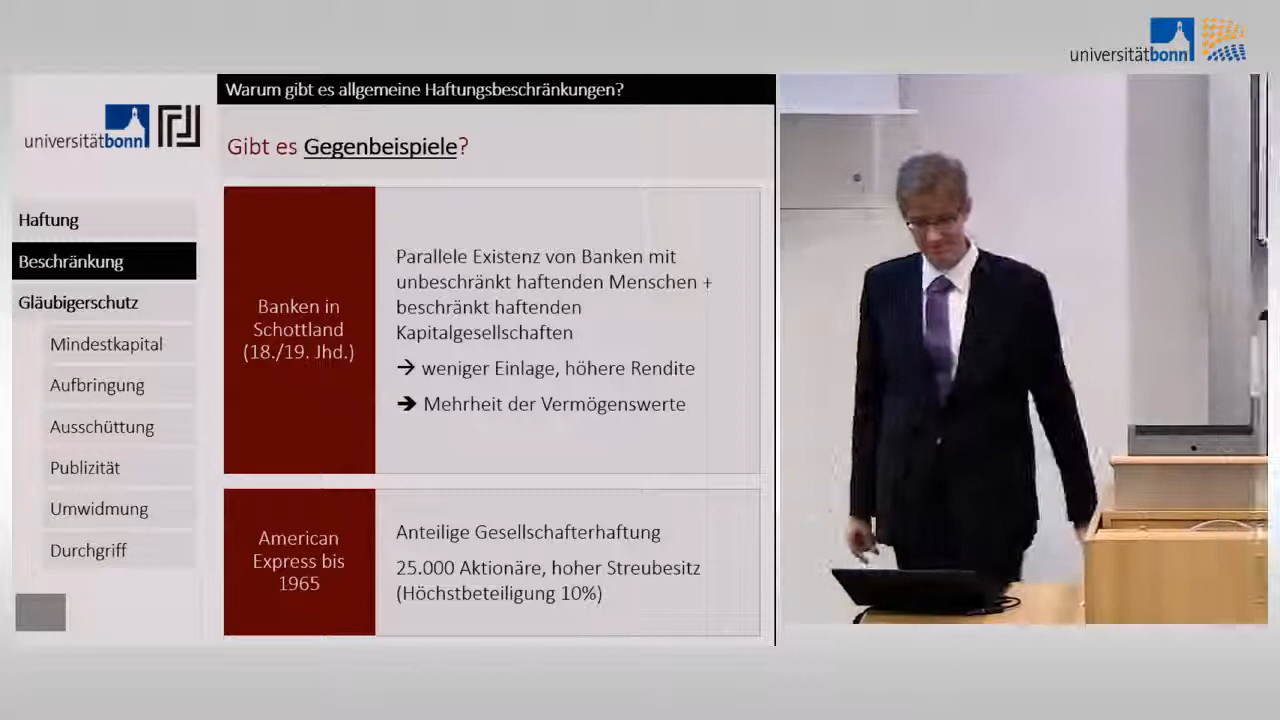 universitätbonn
Warum gibt es allgemeine Haftungsbeschränkungen?
universitätbonn
Gibt es Gegenbeispiele?
Haftung
Beschränkung
Gläubigerschutz
Mindestkapital
Aufbringung
Ausschüttung
Publizität
Umwidmung
Durchgriff
Banken in
Schottland
(18./19. Jhd.)
Parallele Existenz von Banken mit
unbeschränkt haftenden Menschen +
beschränkt haftenden
Kapitalgesellschaften
→ weniger Einlage, höhere Rendite
➔ Mehrheit der Vermögenswerte
American
Express bis
1965
Anteilige Gesellschafterhaftung
25.000 Aktionäre, hoher Streubesitz
(Höchstbeteiligung 10%)